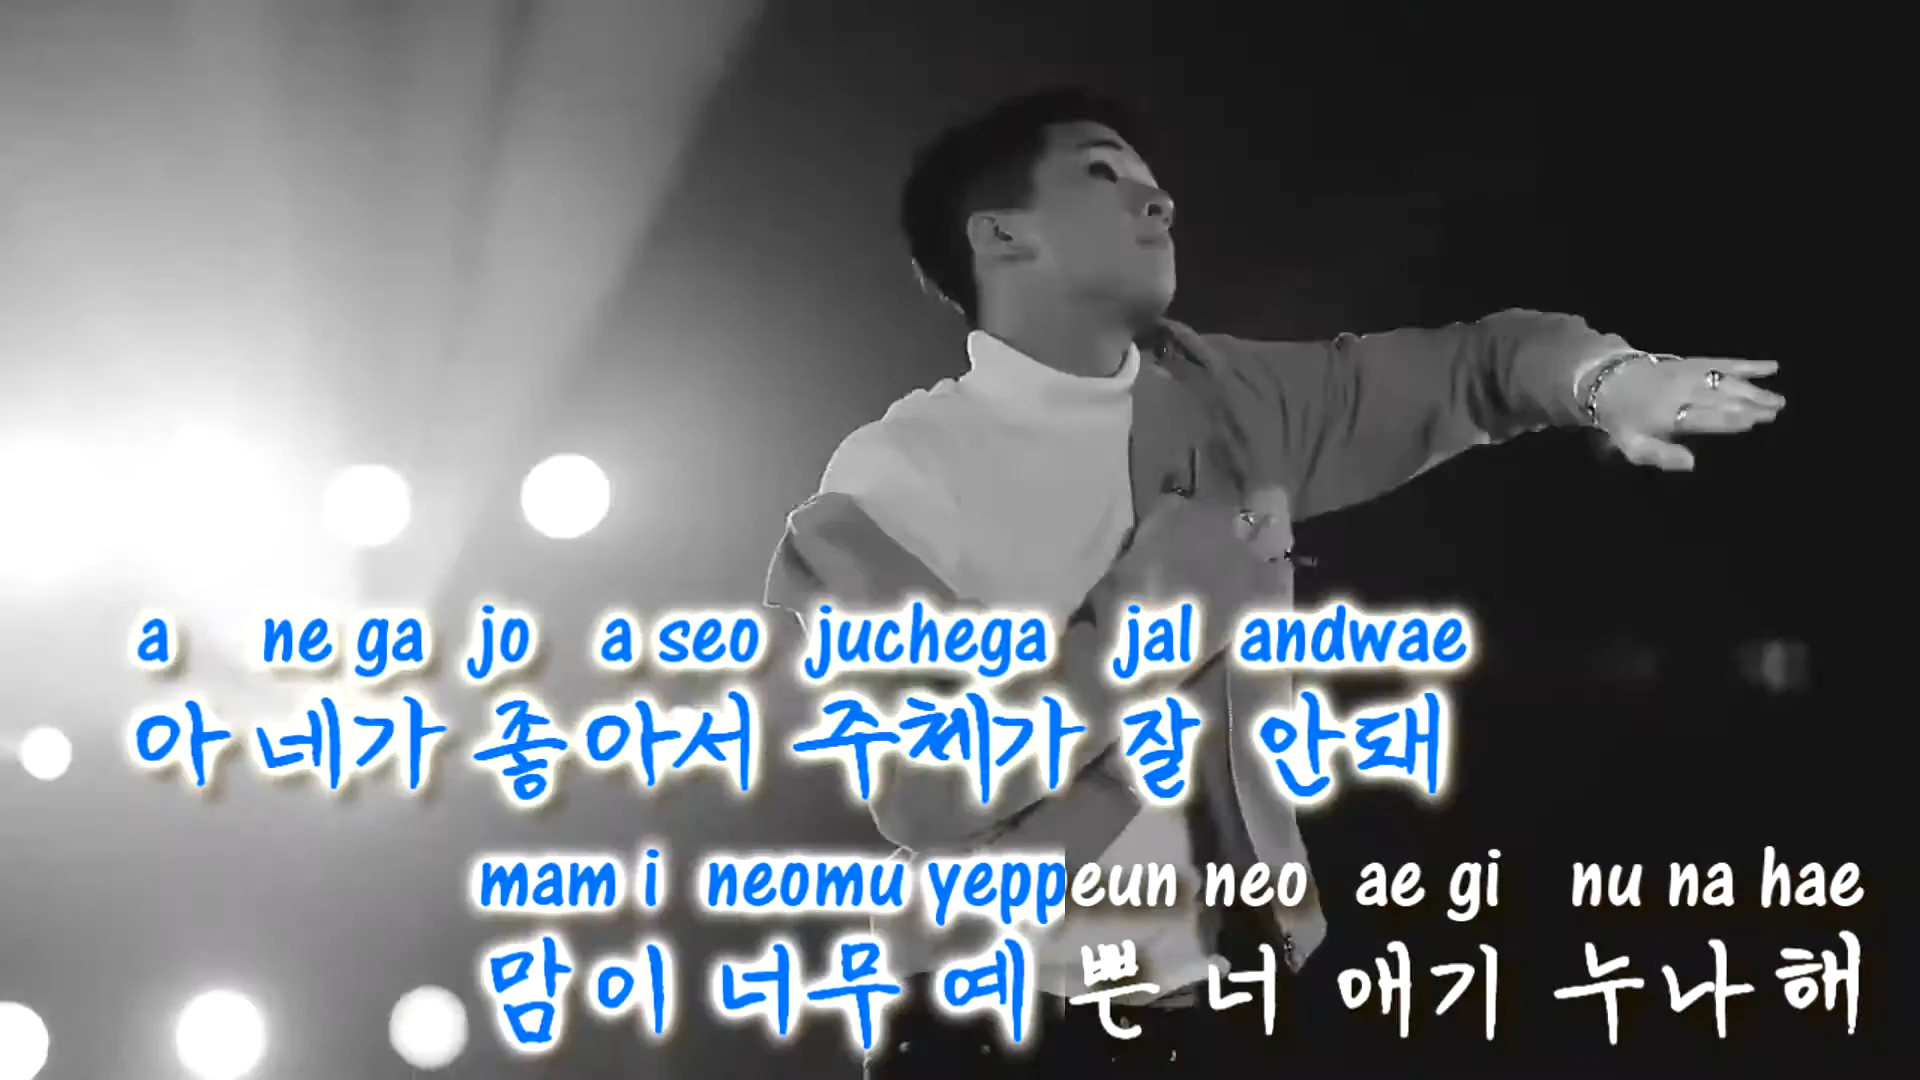 a ne ga jo a seo juchega jal andwae
아 네가 좋아서 주체가 잘 안돼
mam i neomu yeppeun neo ae gi nu na hae
맘이 너무 예쁜 너 애기 누나해